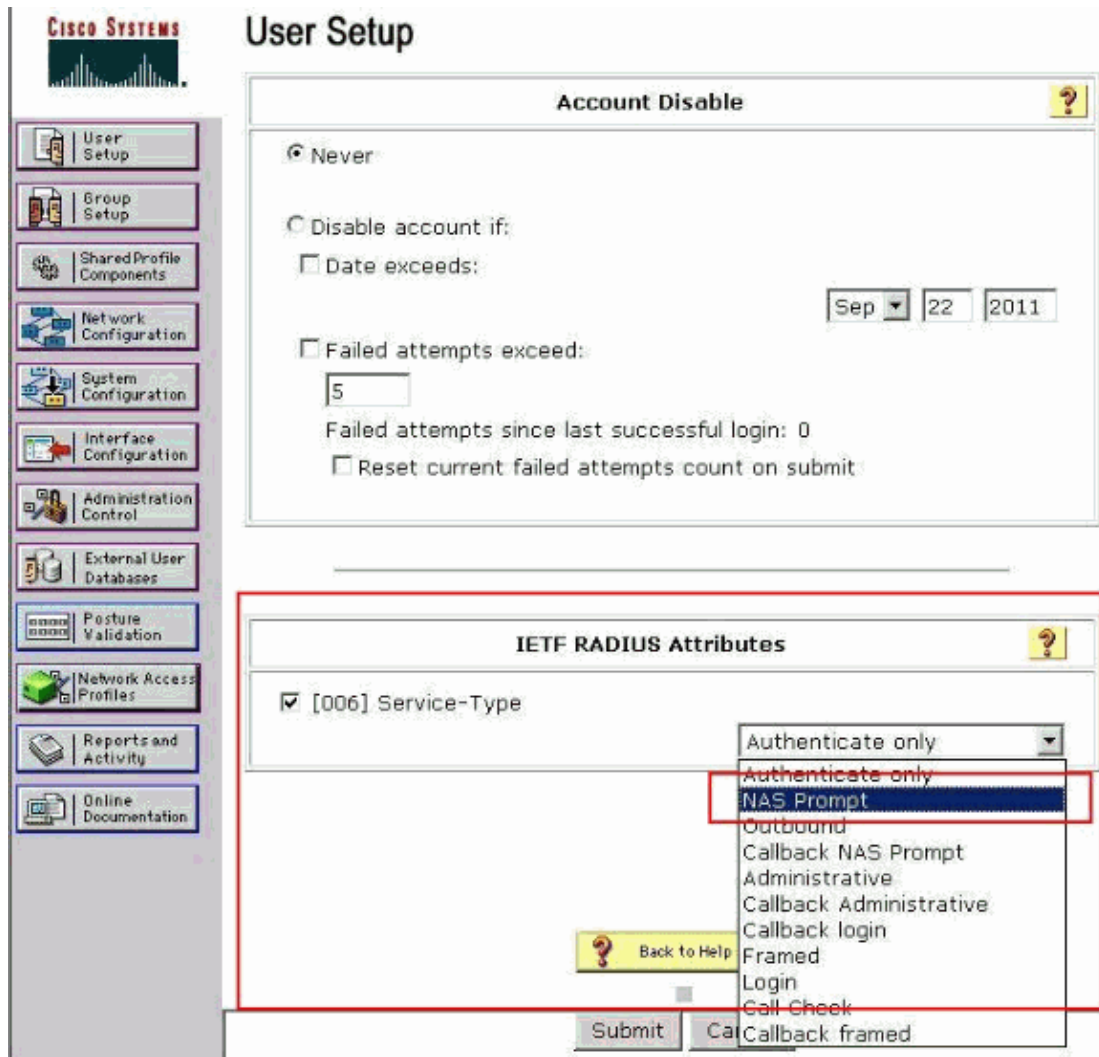 CISCO SYSTEMS
User Setup
User
Setup
Group
Setup
Shared Profile
Components
Network
Configuration
System
Configuration
Interface
Configuration
Administration
Control
External User
Databases
Posture
Validation
Network Access
Profiles
Reports and
Activity
Online
Documentation
Account Disable
?
Never
Disable account if:
Date exceeds:
Sep 22 2011
Failed attempts exceed:
5
Failed attempts since last successful login: 0
Reset current failed attempts count on submit
IETF RADIUS Attributes
?
[006] Service-Type
Authenticate only
Authenticate only
NAS Prompt
Outbound
Callback NAS Prompt
Administrative
Callback Administrative
Callback login
Framed
Login
Call Check
Callback framed
? Back to Help
Submit
Ca